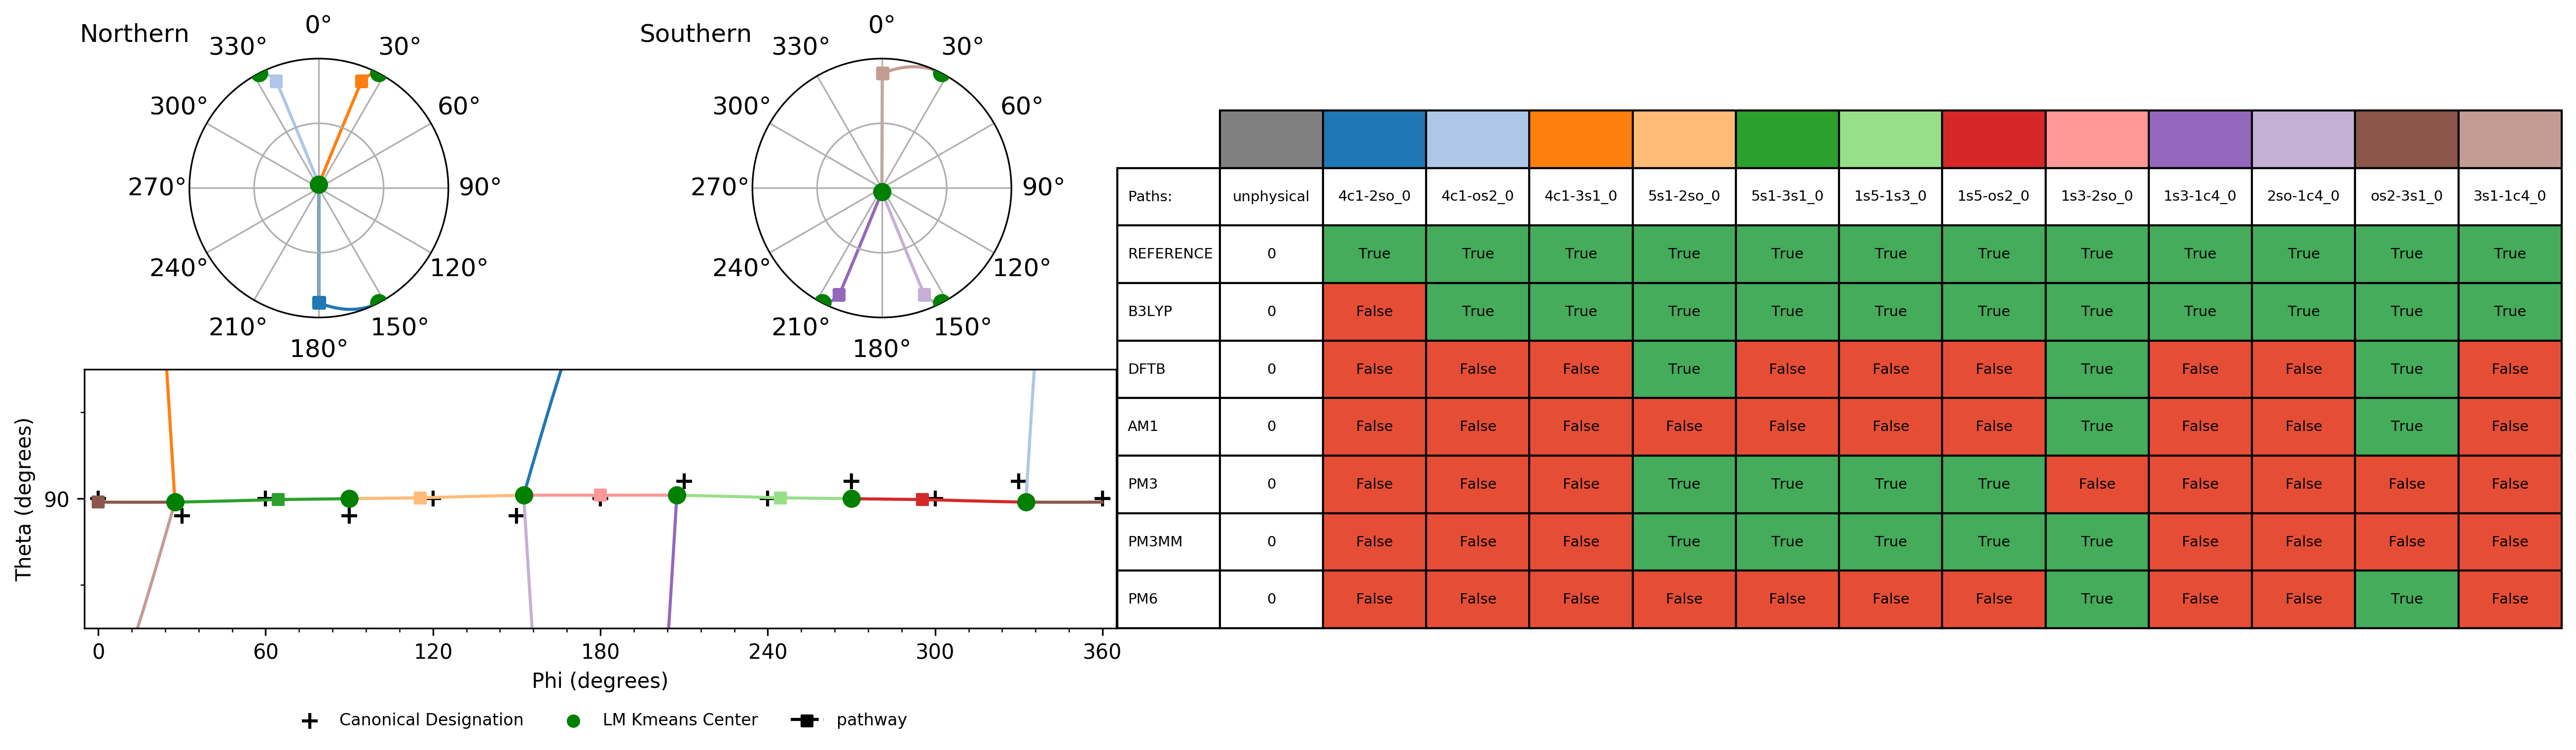 Northern
0°
30°
60°
90°
120°
150°
180°
210°
240°
270°
300°
330°
Southern
0°
30°
60°
90°
120°
150°
180°
210°
240°
270°
300°
330°
Theta (degrees)
90
0 60 120 180 240 300 360
Phi (degrees)
Canonical Designation LM Kmeans Center pathway
Paths: unphysical 4c1-2so_0 4c1-os2_0 4c1-3s1_0 5s1-2so_0 5s1-3s1_0 1s5-1s3_0 1s5-os2_0 1s3-2so_0 1s3-1c4_0 2so-1c4_0 os2-3s1_0 3s1-1c4_0
REFERENCE 0 True True True True True True True True True True True True
B3LYP 0 False True True True True True True True True True True True
DFTB 0 False False False True False False False True False False True False
AM1 0 False False False False False False False True False False True False
PM3 0 False False False True True True True False False False False False
PM3MM 0 False False False True True True True True False False False False
PM6 0 False False False False False False False True False False True False